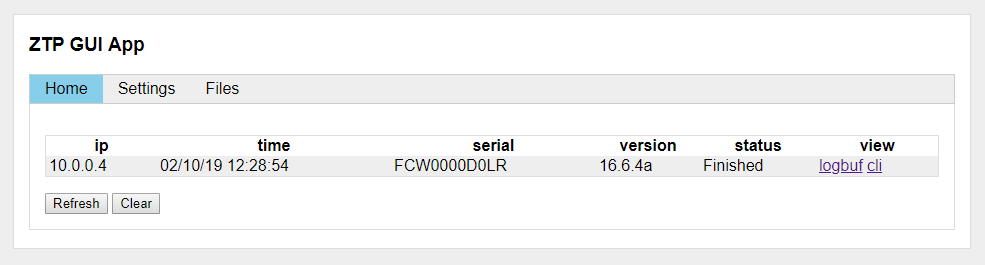 ZTP GUI App
Home Settings Files
ip time serial version status view
10.0.0.4 02/10/19 12:28:54 FCW0000D0LR 16.6.4a Finished logbuf cli
Refresh Clear